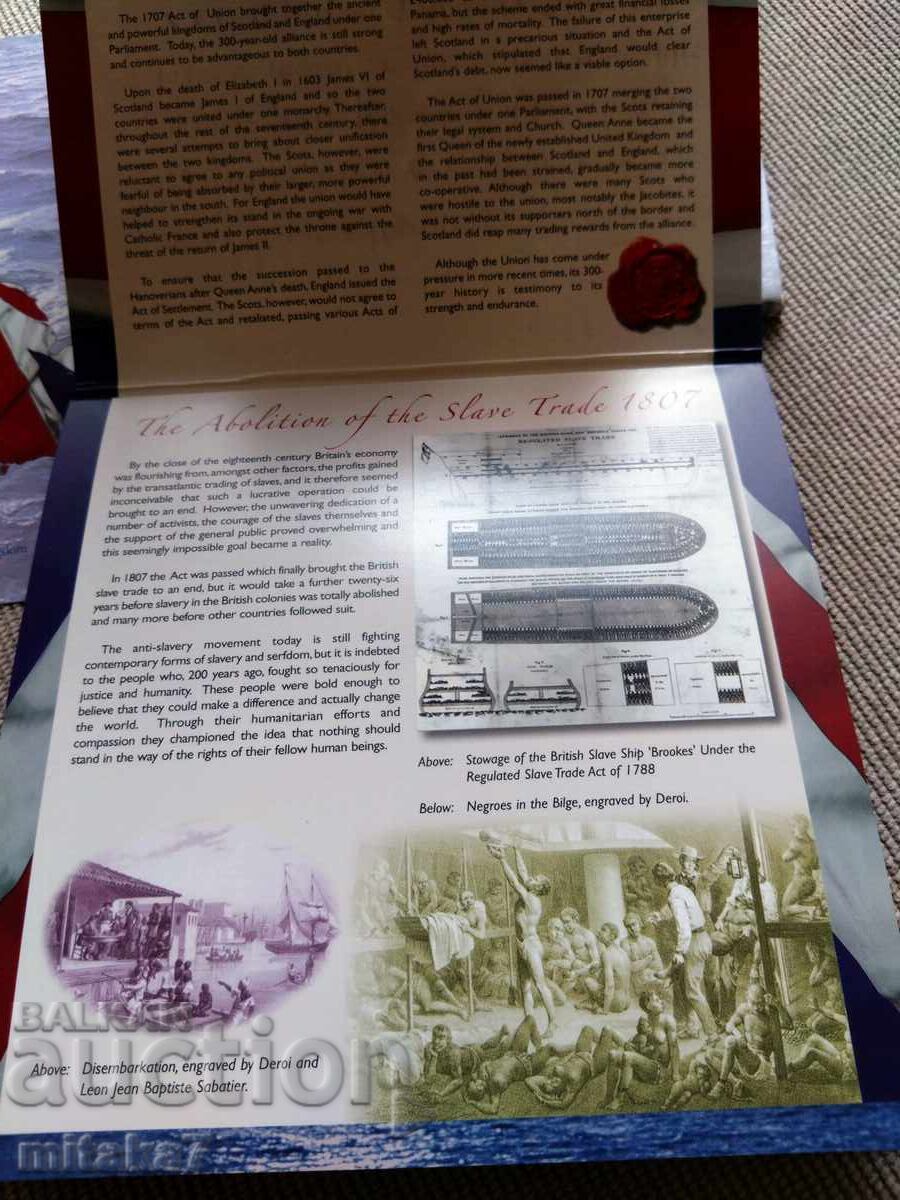 The 1707 Act of Union brought together the ancient
and powerful kingdoms of Scotland and England under one
Parliament. Today, the 300-year-old alliance is still strong
and continues to be advantageous to both countries.
Upon the death of Elizabeth I in 1603 James VI of
Scotland became James I of England and so the two
countries were united under one monarchy. Thereafter,
throughout the rest of the seventeenth century, there
were several attempts to bring about closer unification
between the two kingdoms. The Scots, however, were
reluctant to agree to any political union as they were
fearful of being absorbed by their larger, more powerful
neighbour in the south. For England the union would have
helped to strengthen its stand in the ongoing war with
Catholic France and also protect the throne against the
threat of the return of James II.
To ensure that the succession passed to the
Hanoverians after Queen Anne's death, England issued the
Act of Settlement. The Scots, however, would not agree to
terms of the Act and retaliated, passing various Acts of
Panama, but the scheme ended with great financial losses
and high rates of mortality. The failure of this enterprise
left Scotland in a precarious situation and the Act of
Union, which stipulated that England would clear
Scotland's debt, now seemed like a viable option.
The Act of Union was passed in 1707 merging the two
countries under one Parliament, with the Scots retaining
their legal system and Church. Queen Anne became the
first Queen of the newly established United Kingdom and
the relationship between Scotland and England, which
in the past had been strained, gradually became more
co-operative. Although there were many Scots who
were hostile to the union, most notably the Jacobites, it
was not without its supporters north of the border and
Scotland did reap many trading rewards from the alliance.
Although the Union has come under
pressure in more recent times, its 300-
year history is testimony to its
strength and endurance.
The Abolition of the Slave Trade 1807
By the close of the eighteenth century Britain's economy
was flourishing from, amongst other factors, the profits gained
by the transatlantic trading of slaves, and it therefore seemed
inconceivable that such a lucrative operation could be
brought to an end. However, the unwavering dedication of a
number of activists, the courage of the slaves themselves and
the support of the general public proved overwhelming and
this seemingly impossible goal became a reality.
In 1807 the Act was passed which finally brought the British
slave trade to an end, but it would take a further twenty-six
years before slavery in the British colonies was totally abolished
and many more before other countries followed suit.
The anti-slavery movement today is still fighting
contemporary forms of slavery and serfdom, but it is indebted
to the people who, 200 years ago, fought so tenaciously for
justice and humanity. These people were bold enough to
believe that they could make a difference and actually change
the world. Through their humanitarian efforts and
compassion they championed the idea that nothing should
stand in the way of the rights of their fellow human beings.
REGULATED SLAVE TRADE
Above: Stowage of the British Slave Ship 'Brookes' Under the
Regulated Slave Trade Act of 1788
Below: Negroes in the Bilge, engraved by Deroi.
Above: Disembarkation, engraved by Deroi and
Leon Jean Baptiste Sabatier.
BALKAN
auction
mitaka7